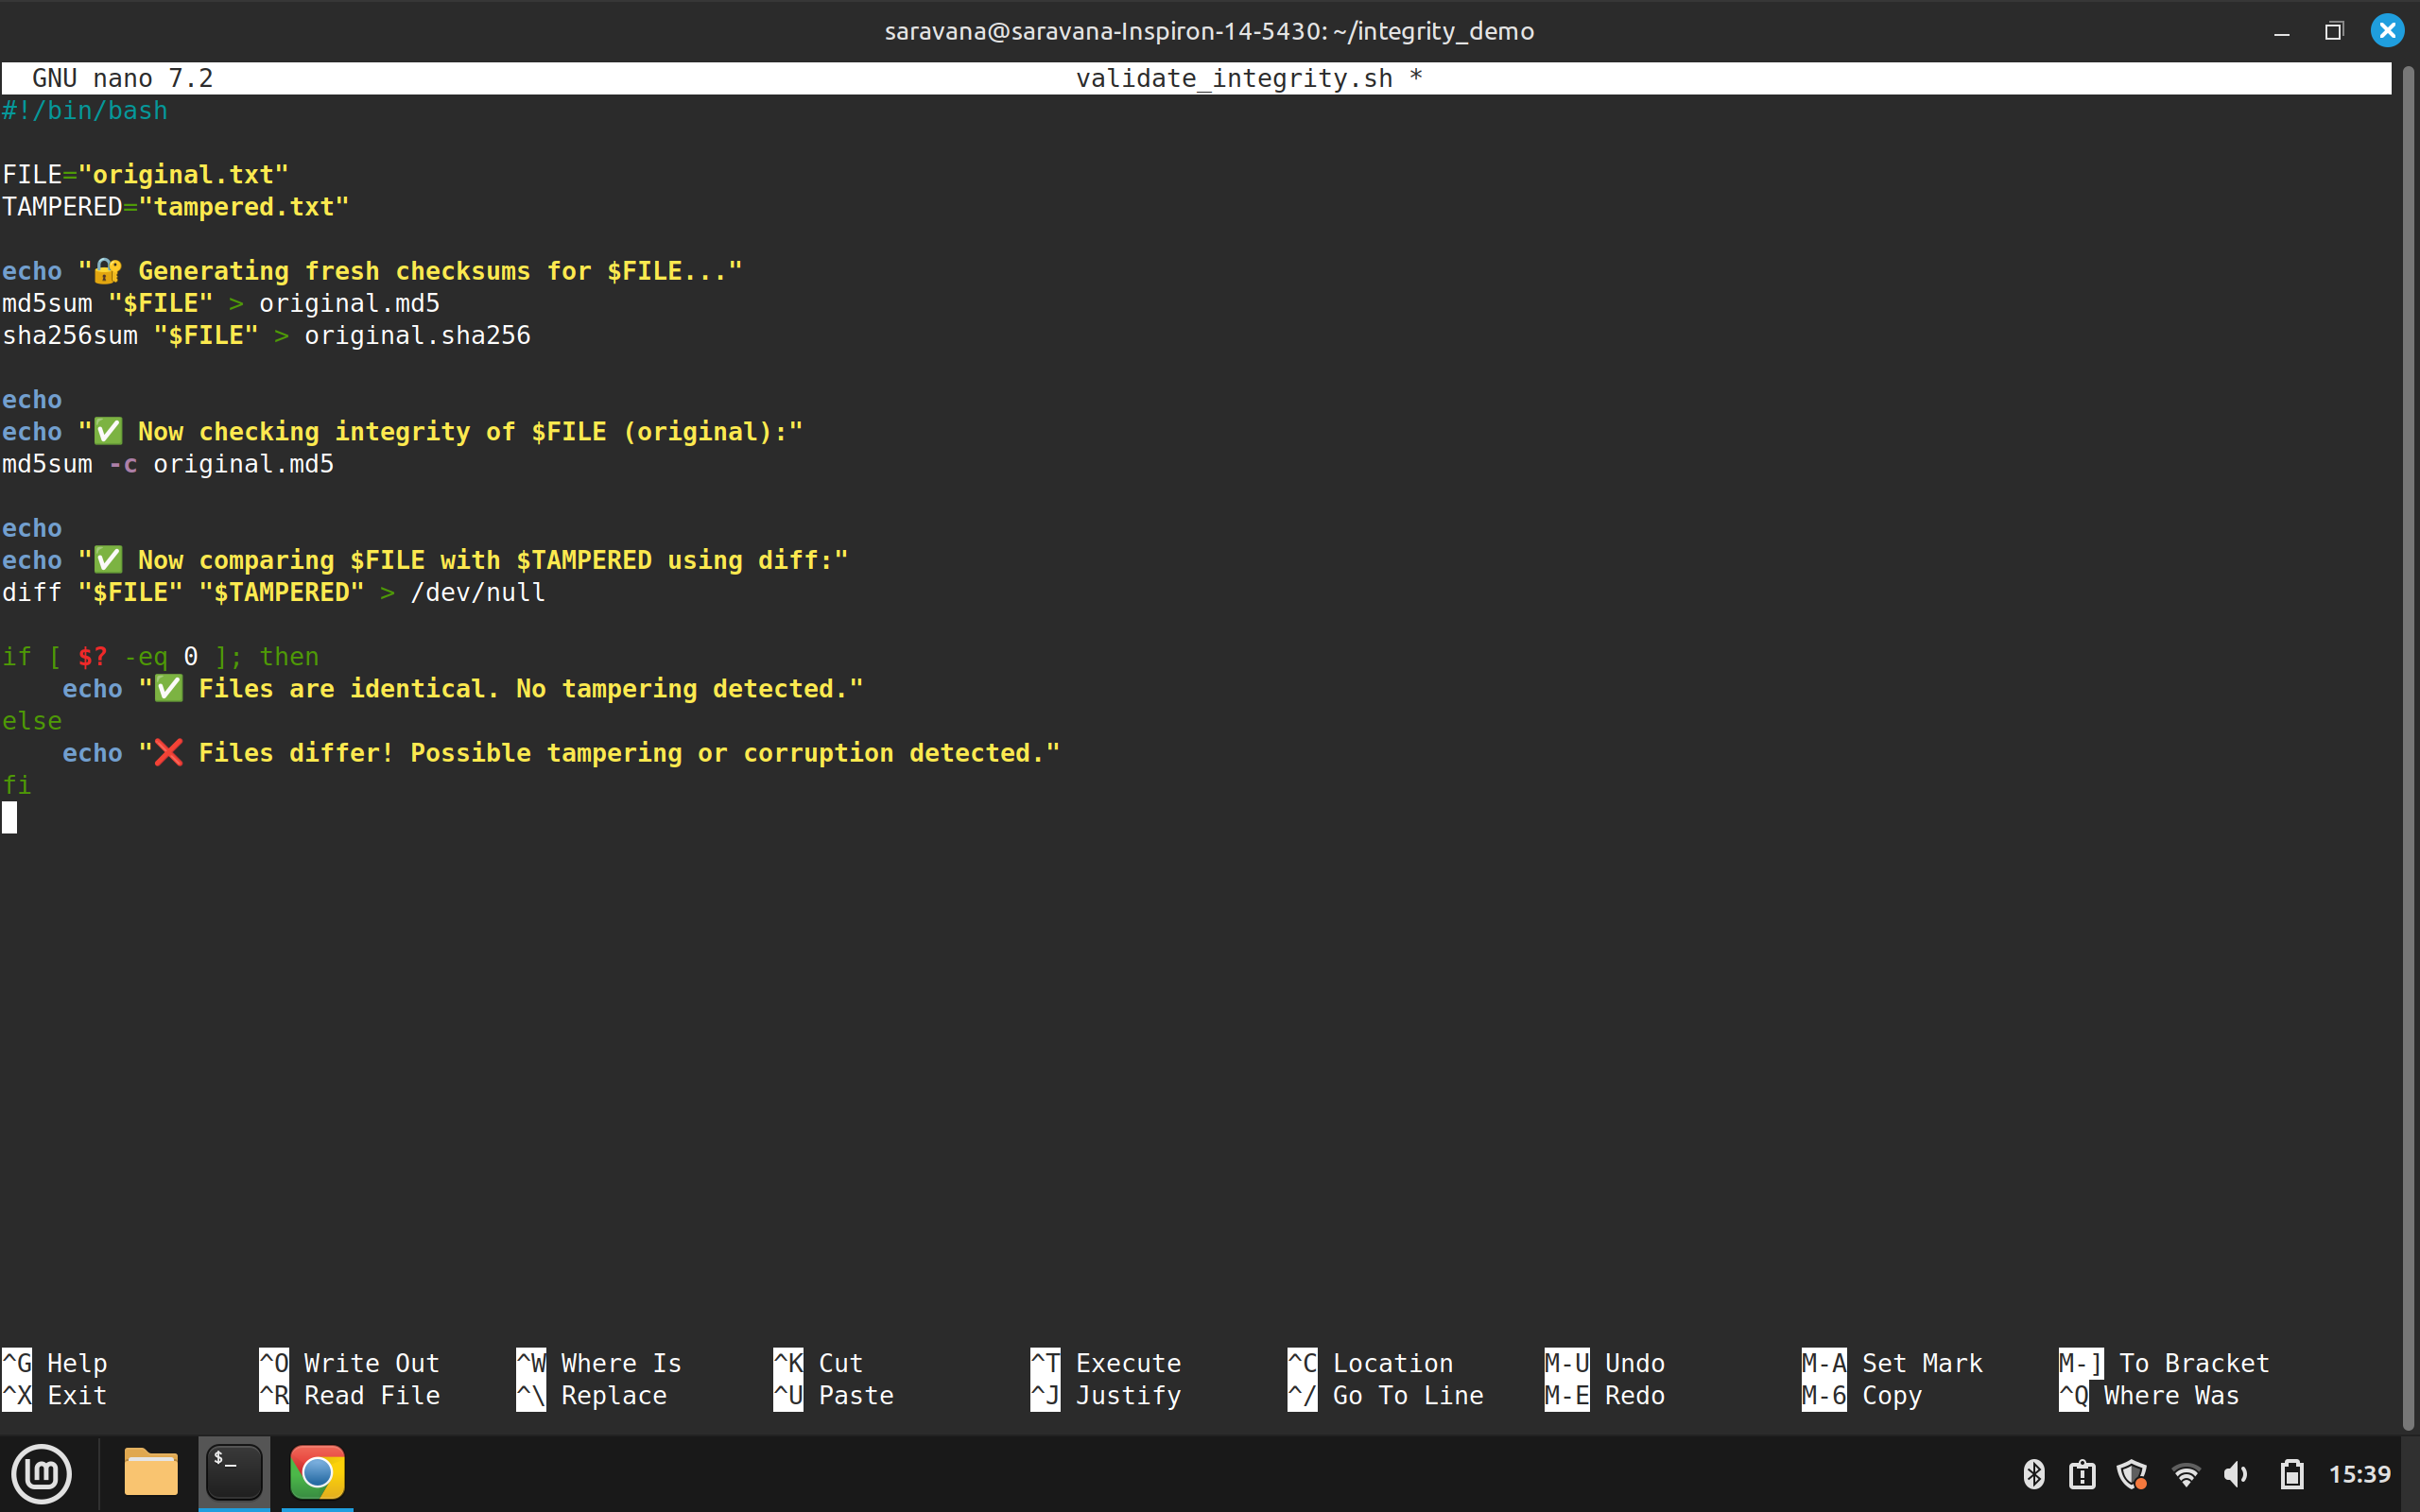 saravana@saravana-Inspiron-14-5430: ~/integrity_demo
GNU nano 7.2 validate_integrity.sh *
#!/bin/bash
FILE="original.txt"
TAMPERED="tampered.txt"
echo "🔐 Generating fresh checksums for $FILE..."
md5sum "$FILE" > original.md5
sha256sum "$FILE" > original.sha256
echo
echo "✅ Now checking integrity of $FILE (original):"
md5sum -c original.md5
echo
echo "✅ Now comparing $FILE with $TAMPERED using diff:"
diff "$FILE" "$TAMPERED" > /dev/null
if [ $? -eq 0 ]; then
    echo "✅ Files are identical. No tampering detected."
else
    echo "❌ Files differ! Possible tampering or corruption detected."
fi
^G Help ^O Write Out ^W Where Is ^K Cut ^T Execute ^C Location M-U Undo M-A Set Mark M-] To Bracket
^X Exit ^R Read File ^\ Replace ^U Paste ^J Justify ^/ Go To Line M-E Redo M-6 Copy ^Q Where Was
$_
15:39